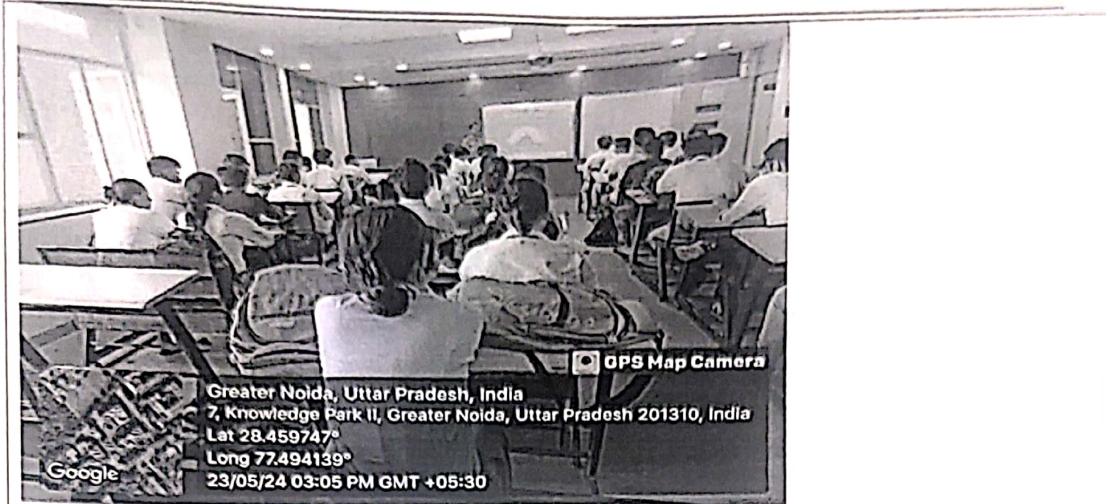 GPS Map Camera
Greater Noida, Uttar Pradesh, India
7, Knowledge Park II, Greater Noida, Uttar Pradesh 201310, India
Lat 28.459747°
Long 77.494139°
23/05/24 03:05 PM GMT +05:30
Google